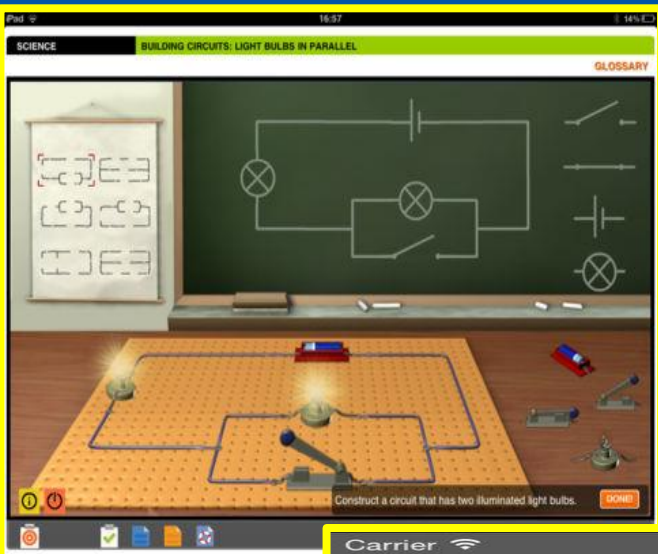 iPad 16:57 14%
SCIENCE BUILDING CIRCUITS: LIGHT BULBS IN PARALLEL
GLOSSARY
Construct a circuit that has two illuminated light bulbs. DONE!
Carrier